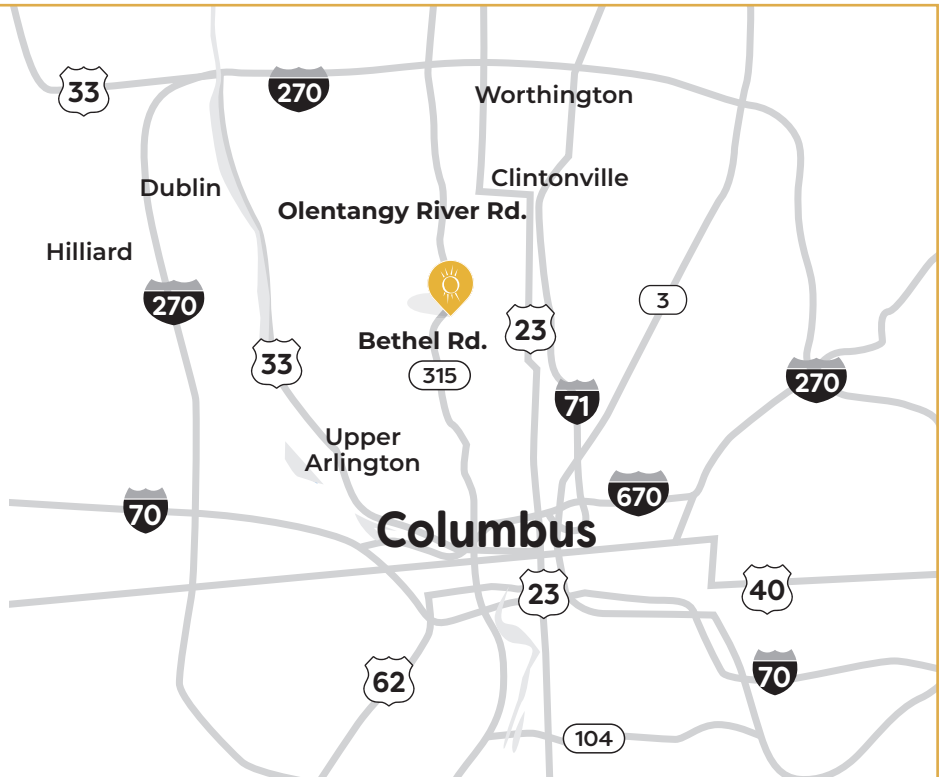 33
270
Worthington
Dublin
Clintonville
Olentangy River Rd.
Hilliard
270
3
23
Bethel Rd.
33
315
270
71
Upper
Arlington
670
70
Columbus
23
40
62
70
104